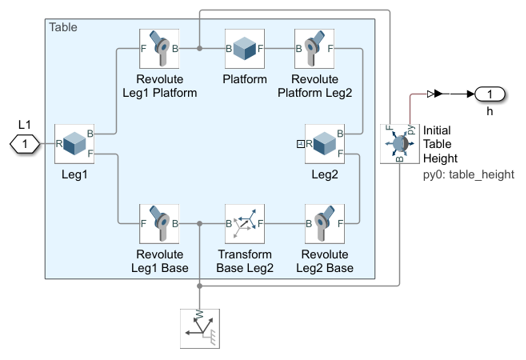 Table
F B
Revolute
Leg1 Platform
B F
Platform
B F
Revolute
Platform Leg2
L1
1
R B
F
Leg1
B
R F
Leg2
F py
B
Initial
Table
Height
py0: table_height
1
h
F B
Revolute
Leg1 Base
B F
Transform
Base Leg2
B F
Revolute
Leg2 Base
W